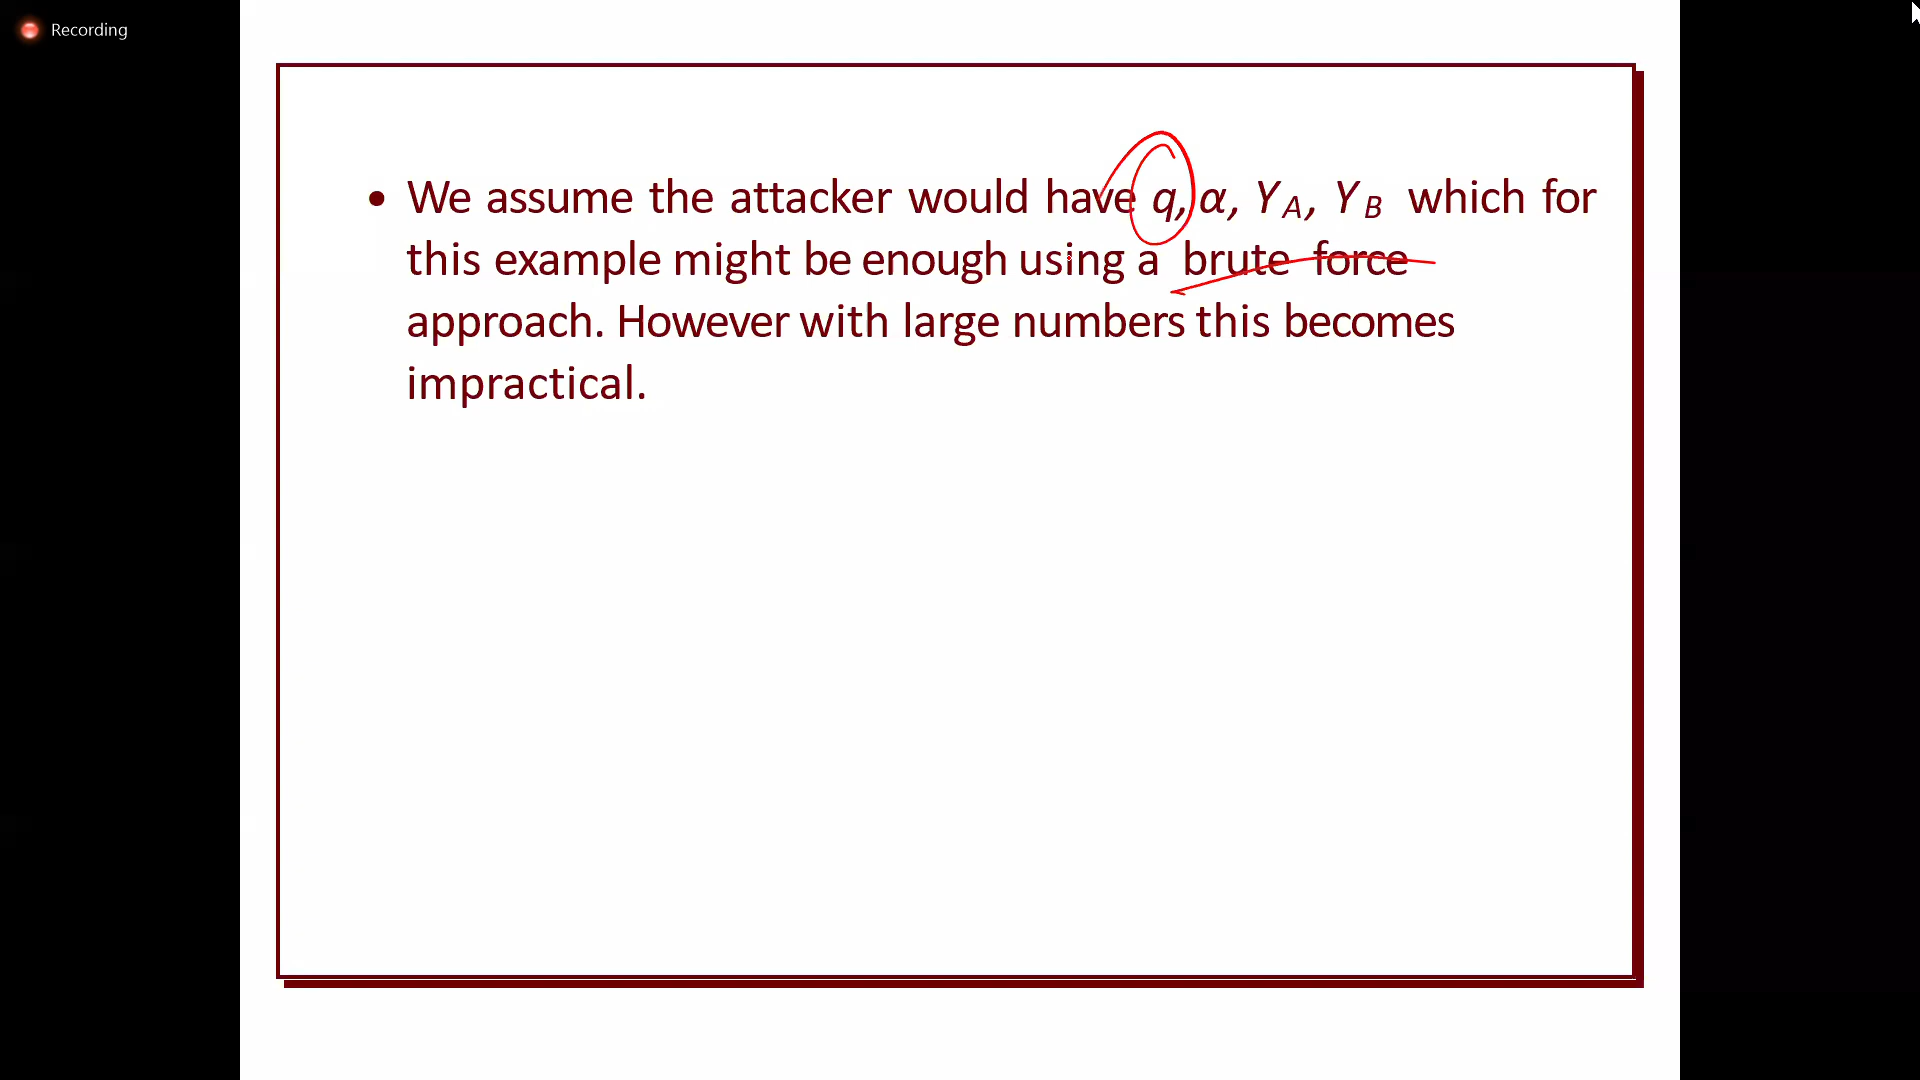 Recording
• We assume the attacker would have q, α, Y_A, Y_B which for
this example might be enough using a brute force
approach. However with large numbers this becomes
impractical.